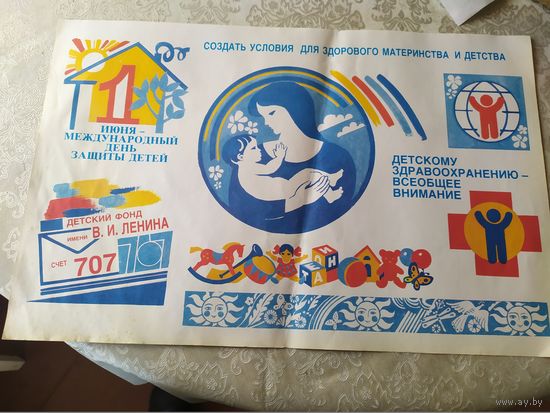 СОЗДАТЬ УСЛОВИЯ ДЛЯ ЗДОРОВОГО МАТЕРИНСТВА И ДЕТСТВА
1
ИЮНЯ –
МЕЖДУНАРОДНЫЙ
ДЕНЬ
ЗАЩИТЫ ДЕТЕЙ
ДЕТСКОМУ
ЗДРАВООХРАНЕНИЮ –
ВСЕОБЩЕЕ
ВНИМАНИЕ
ДЕТСКИЙ ФОНД
ИМЕНИ В. И. ЛЕНИНА
СЧЕТ 707
www.ay.by